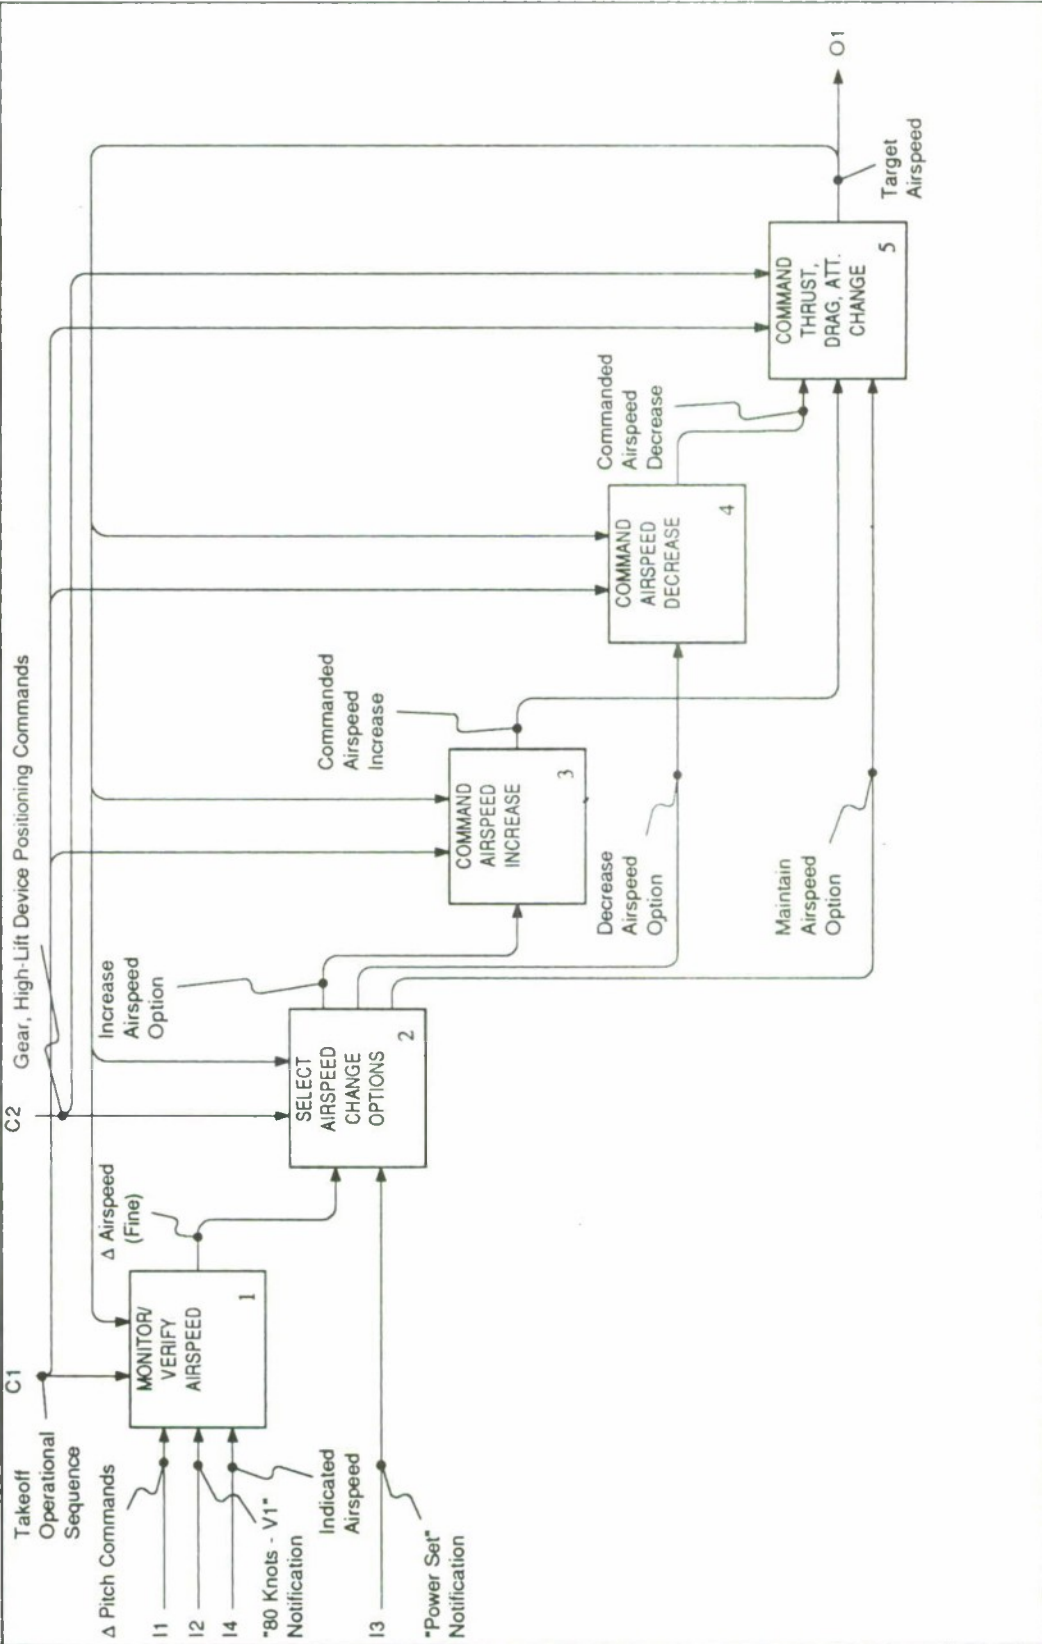 C1
C2
Takeoff
Operational
Sequence
Gear, High-Lift Device Positioning Commands
Δ Pitch Commands
I1
I2
I4
"80 Knots - V1"
Notification
Indicated
Airspeed
I3
"Power Set"
Notification
MONITOR/
VERIFY
AIRSPEED
1
Δ Airspeed
(Fine)
SELECT
AIRSPEED
CHANGE
OPTIONS
2
Increase
Airspeed
Option
COMMAND
AIRSPEED
INCREASE
3
Commanded
Airspeed
Increase
Decrease
Airspeed
Option
Maintain
Airspeed
Option
COMMAND
AIRSPEED
DECREASE
4
Commanded
Airspeed
Decrease
COMMAND
THRUST,
DRAG, ATT.
CHANGE
5
Target
Airspeed
O1